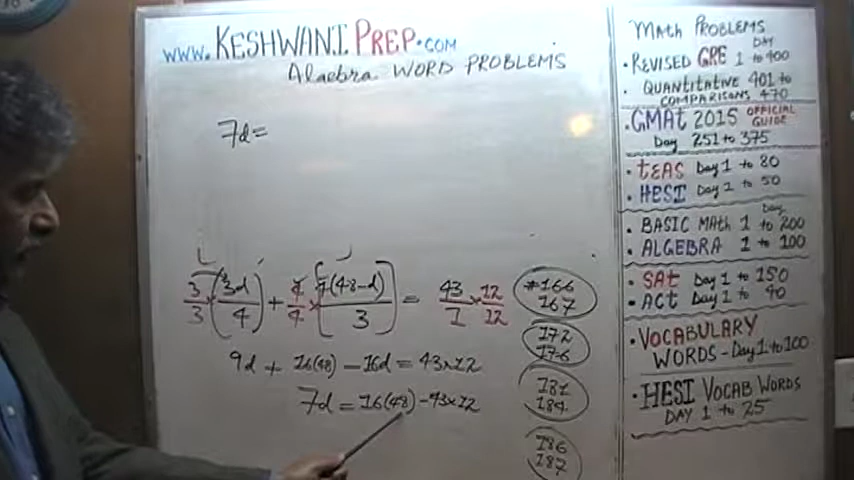 www.KESHWANI PREP.COM
Algebra WORD PROBLEMS
7d=
3/3 × (3d/4) + 4/4 × [4(48-d)/3] = 43/1 × 12/12
9d + 16(48) - 16d = 43×12
7d = 16(48) - 43×12
#166
167
172
176
181
184
186
187
MATH PROBLEMS
DAY
• REVISED GRE 1 to 400
• QUANTITATIVE 401 to
COMPARISONS 470
• GMAT 2015 OFFICIAL GUIDE
Day 251 to 375
• TEAS Day 1 to 80
• HESI Day 1 to 50
Day
• BASIC MATH 1 to 200
• ALGEBRA 1 to 100
• SAT Day 1 to 150
• ACT Day 1 to 40
• VOCABULARY
WORDS - Day 1 to 100
• HESI VOCAB WORDS
DAY 1 to 25